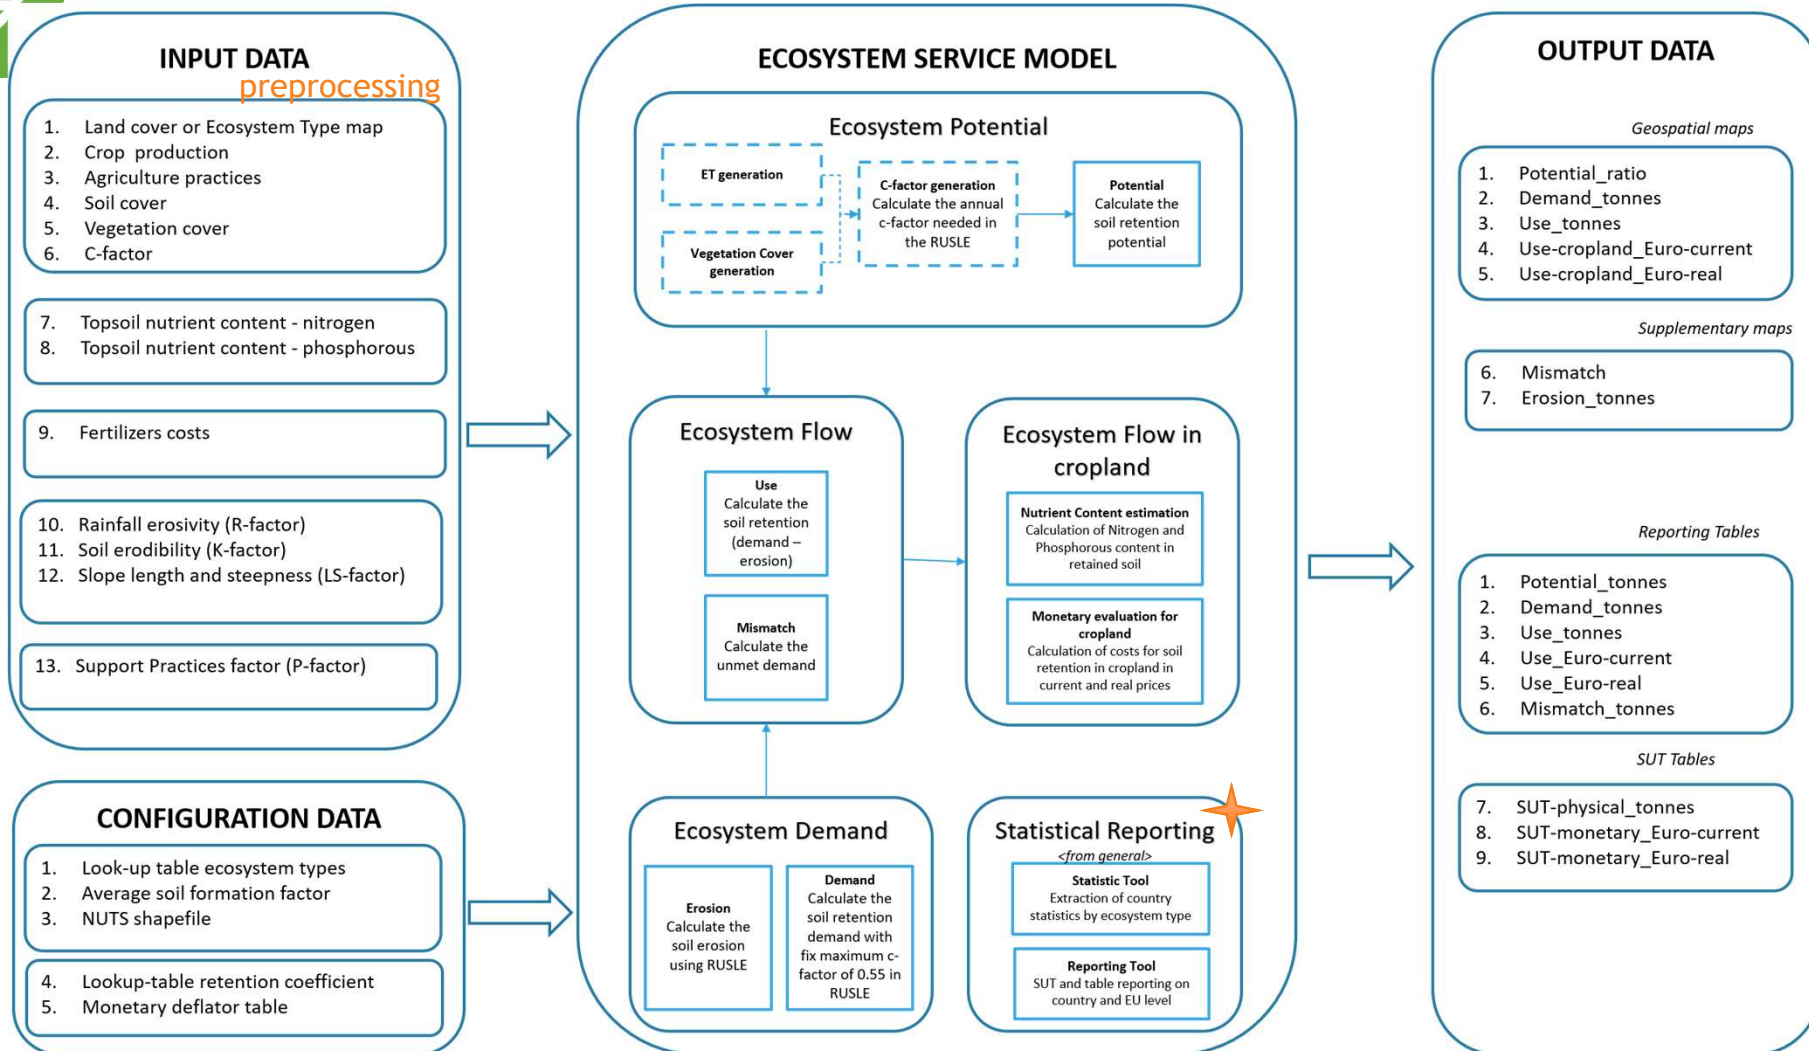 INPUT DATA
preprocessing
1. Land cover or Ecosystem Type map
2. Crop production
3. Agriculture practices
4. Soil cover
5. Vegetation cover
6. C-factor
7. Topsoil nutrient content - nitrogen
8. Topsoil nutrient content - phosphorous
9. Fertilizers costs
10. Rainfall erosivity (R-factor)
11. Soil erodibility (K-factor)
12. Slope length and steepness (LS-factor)
13. Support Practices factor (P-factor)
CONFIGURATION DATA
1. Look-up table ecosystem types
2. Average soil formation factor
3. NUTS shapefile
4. Lookup-table retention coefficient
5. Monetary deflator table
ECOSYSTEM SERVICE MODEL
Ecosystem Potential
ET generation
Vegetation Cover
generation
C-factor generation
Calculate the annual
c-factor needed in
the RUSLE
Potential
Calculate the
soil retention
potential
Ecosystem Flow
Use
Calculate the
soil retention
(demand –
erosion)
Mismatch
Calculate the
unmet demand
Ecosystem Flow in
cropland
Nutrient Content estimation
Calculation of Nitrogen and
Phosphorous content in
retained soil
Monetary evaluation for
cropland
Calculation of costs for soil
retention in cropland in
current and real prices
Ecosystem Demand
Erosion
Calculate the
soil erosion
using RUSLE
Demand
Calculate the
soil retention
demand with
fix maximum c-
factor of 0.55 in
RUSLE
Statistical Reporting
<from general>
Statistic Tool
Extraction of country
statistics by ecosystem type
Reporting Tool
SUT and table reporting on
country and EU level
OUTPUT DATA
Geospatial maps
1. Potential_ratio
2. Demand_tonnes
3. Use_tonnes
4. Use-cropland_Euro-current
5. Use-cropland_Euro-real
Supplementary maps
6. Mismatch
7. Erosion_tonnes
Reporting Tables
1. Potential_tonnes
2. Demand_tonnes
3. Use_tonnes
4. Use_Euro-current
5. Use_Euro-real
6. Mismatch_tonnes
SUT Tables
7. SUT-physical_tonnes
8. SUT-monetary_Euro-current
9. SUT-monetary_Euro-real